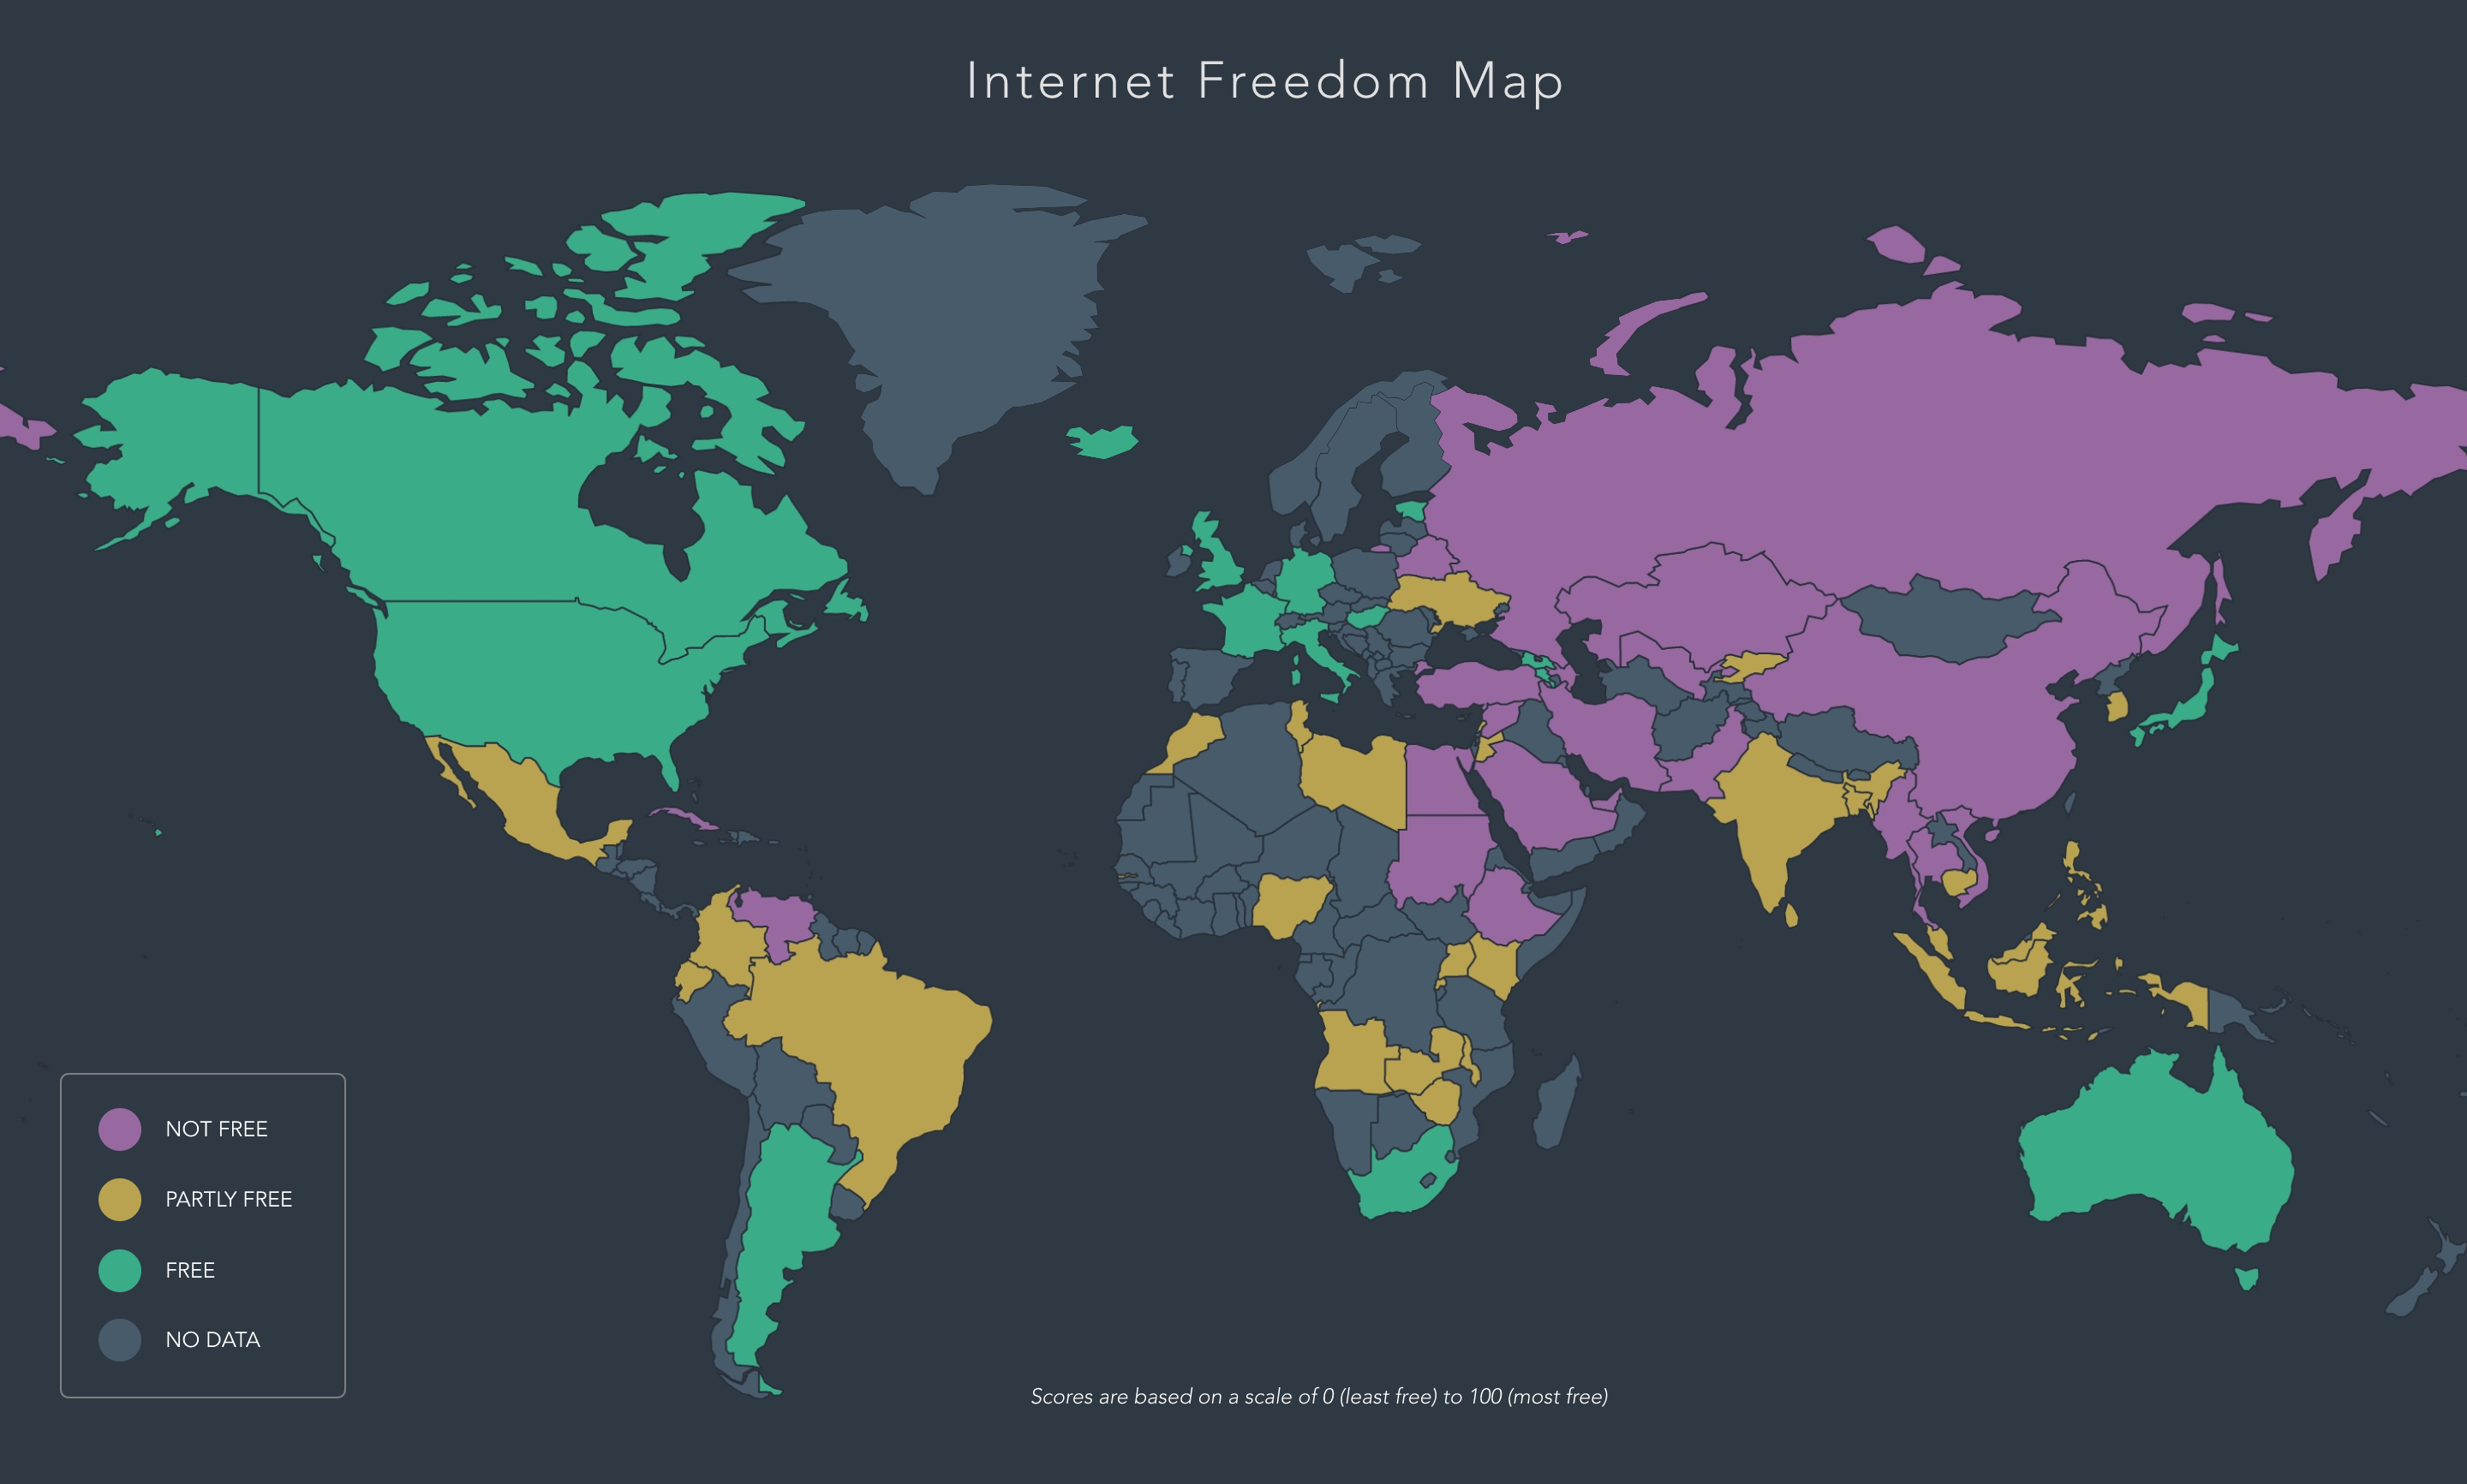 Internet Freedom Map
NOT FREE
PARTLY FREE
FREE
NO DATA
Scores are based on a scale of 0 (least free) to 100 (most free)